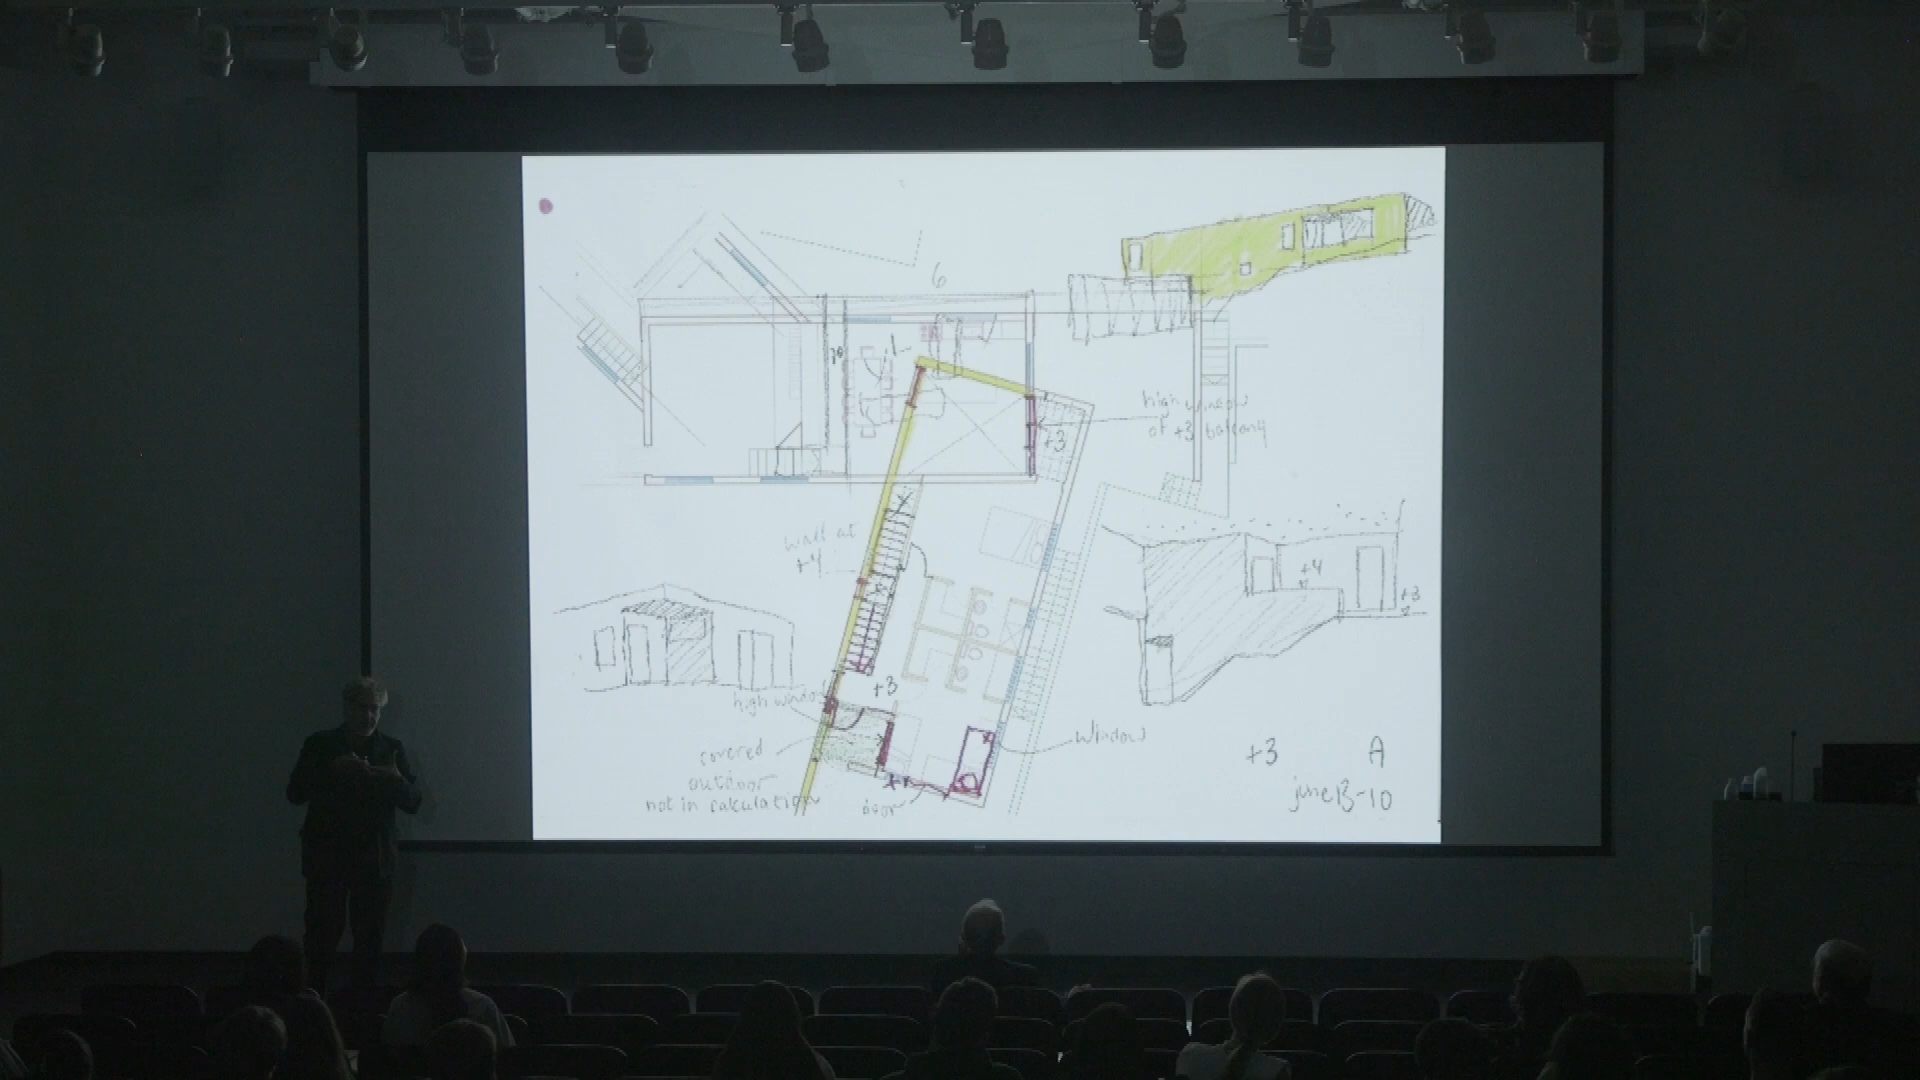 6
high window
of +3 balcony
+3
wall at
+4
+4
+3
+3
high window
covered
outdoor
not in calculation
door
window
+3
A
june 13-10